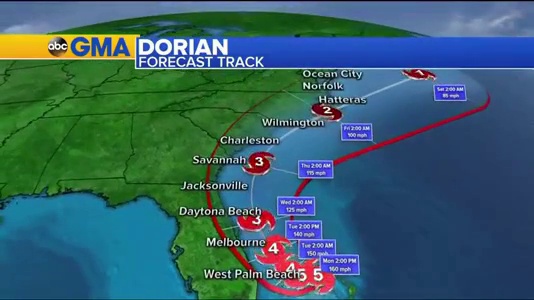 abc GMA DORIAN
FORECAST TRACK
Ocean City
Norfolk
Sat 2:00 AM
85 mph
Hatteras
2
Wilmington
Fri 2:00 AM
100 mph
Charleston
Savannah
3
Thu 2:00 AM
115 mph
Jacksonville
Wed 2:00 AM
125 mph
Daytona Beach
3
Tue 2:00 PM
140 mph
Melbourne
4
Tue 2:00 AM
150 mph
Mon 2:00 PM
160 mph
West Palm Beach
4
5